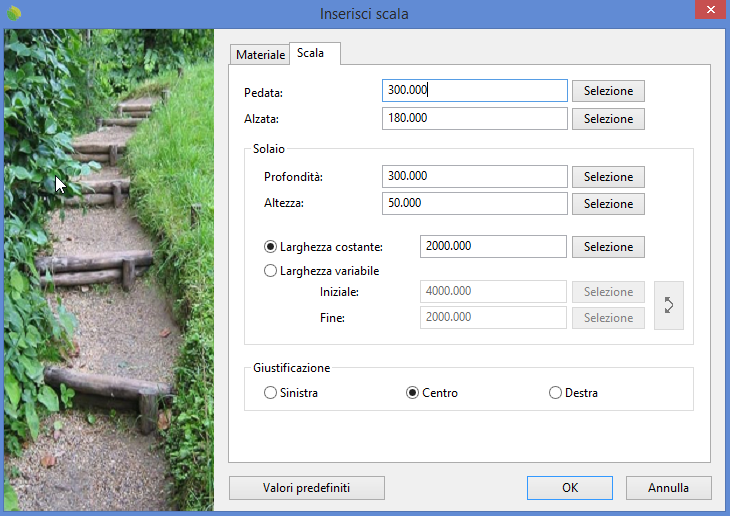 Inserisci scala
Materiale Scala
Pedata: 300.000 Selezione
Alzata: 180.000 Selezione
Solaio
Profondità: 300.000 Selezione
Altezza: 50.000 Selezione
Larghezza costante: 2000.000 Selezione
Larghezza variabile
Iniziale: 4000.000 Selezione
Fine: 2000.000 Selezione
Giustificazione
Sinistra Centro Destra
Valori predefiniti OK Annulla